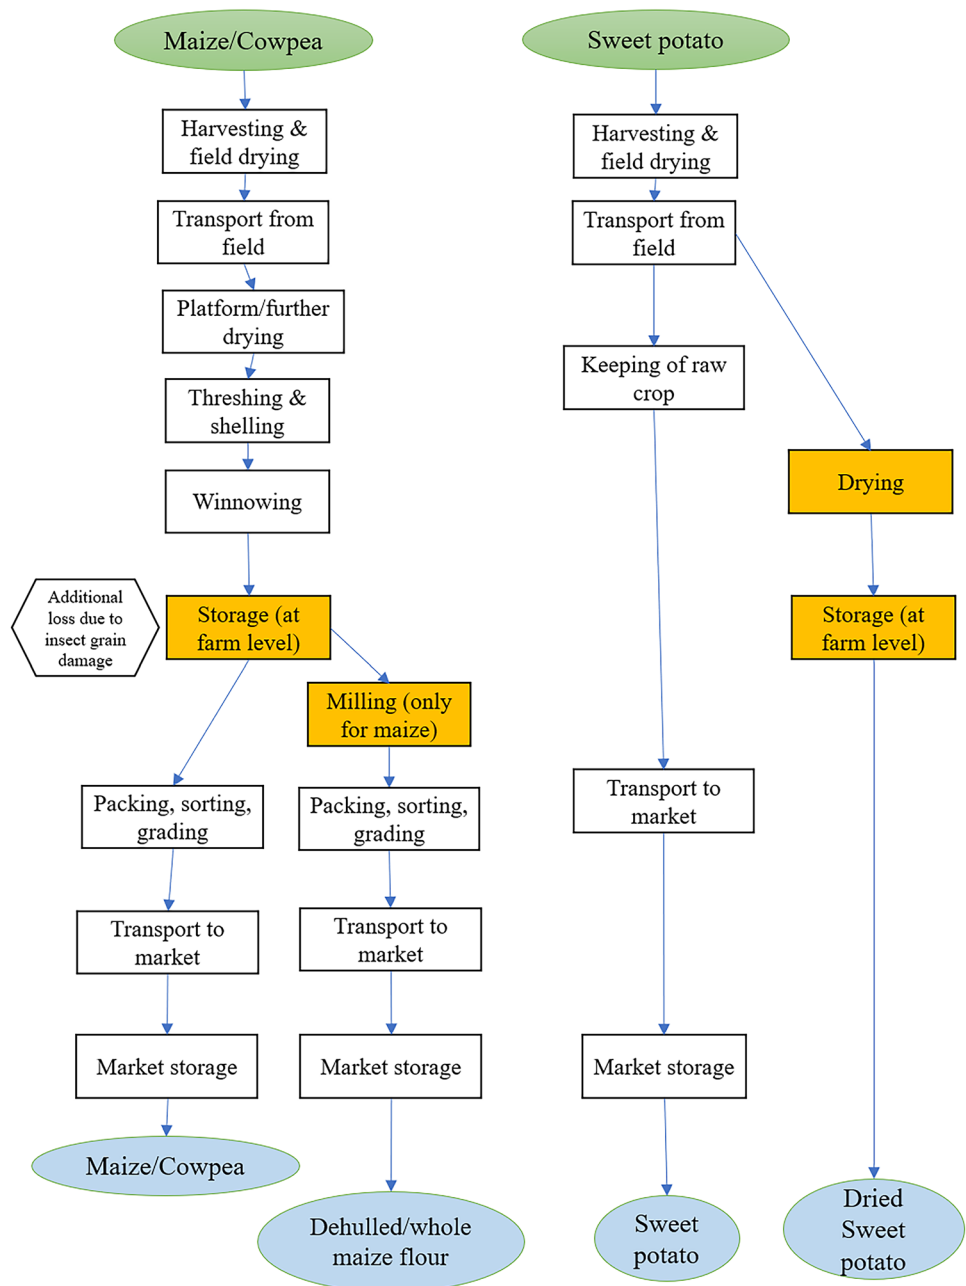 Maize/Cowpea
Harvesting &
field drying
Transport from
field
Platform/further
drying
Threshing &
shelling
Winnowing
Additional
loss due to
insect grain
damage
Storage (at
farm level)
Milling (only
for maize)
Packing, sorting,
grading
Transport to
market
Market storage
Maize/Cowpea
Packing, sorting,
grading
Transport to
market
Market storage
Dehulled/whole
maize flour
Sweet potato
Harvesting &
field drying
Transport from
field
Keeping of raw
crop
Transport to
market
Market storage
Sweet
potato
Drying
Storage (at
farm level)
Dried
Sweet
potato